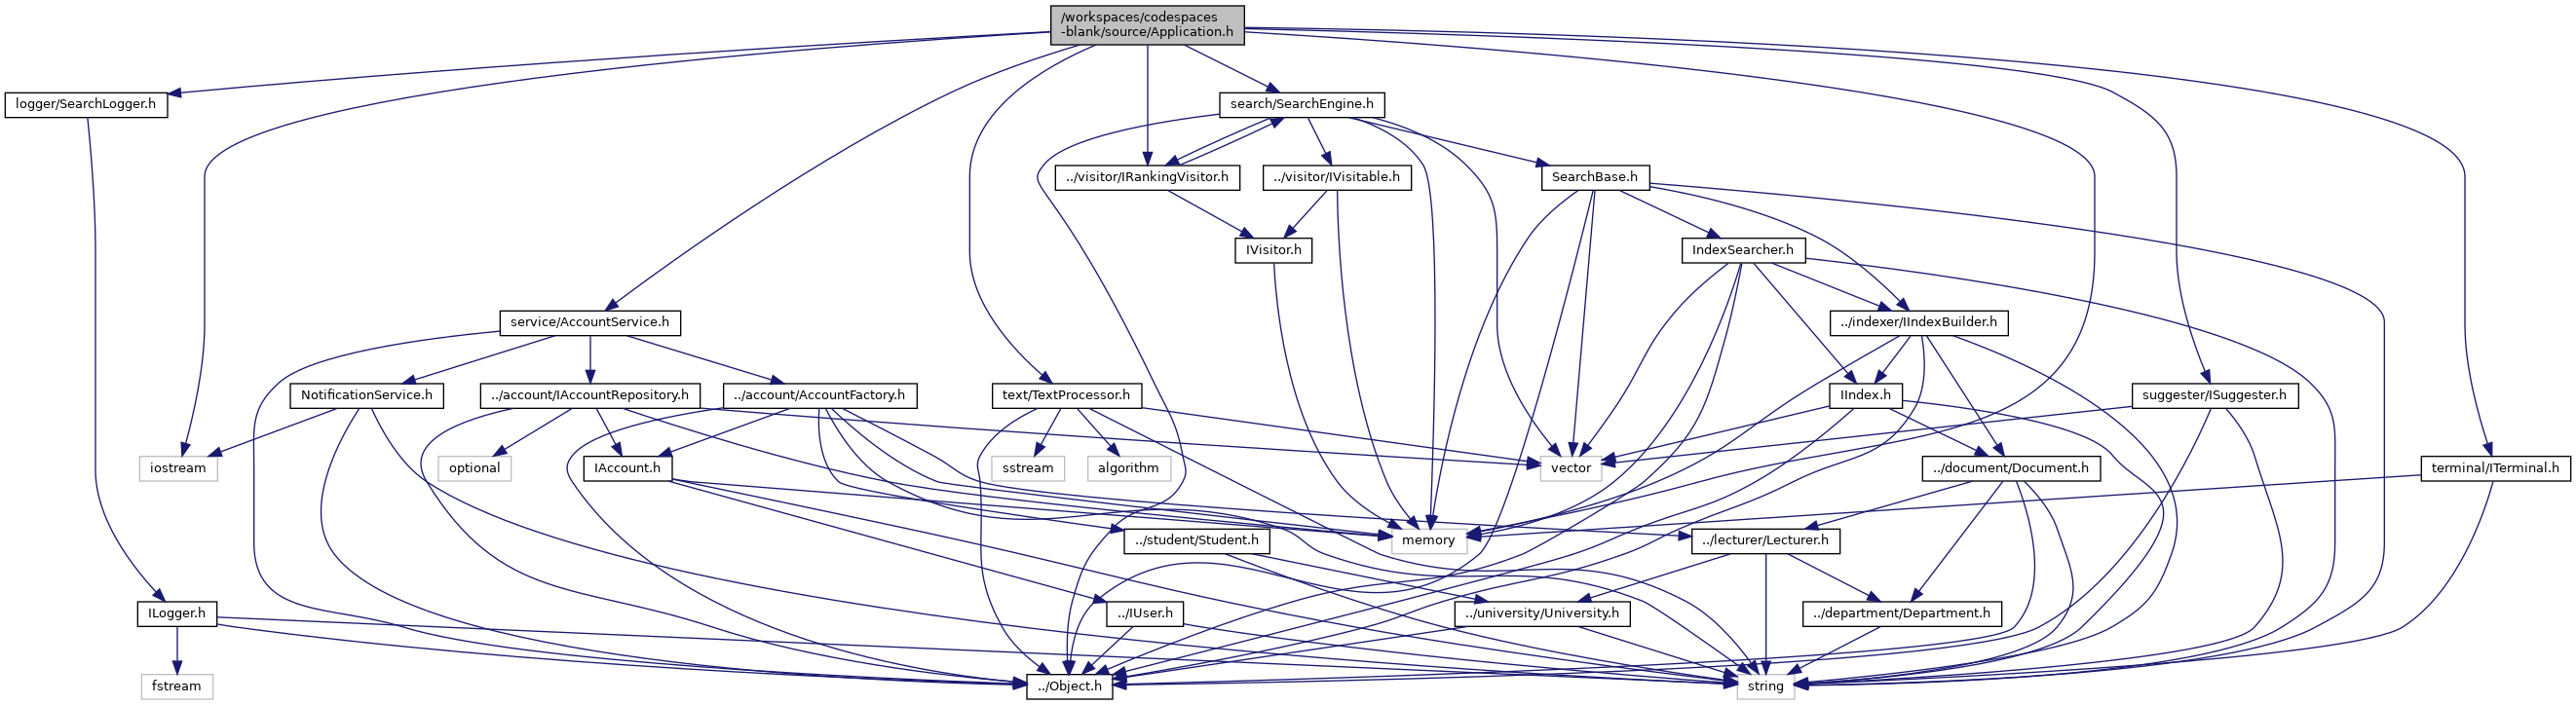 /workspaces/codespaces
-blank/source/Application.h
logger/SearchLogger.h
search/SearchEngine.h
../visitor/IRankingVisitor.h
../visitor/IVisitable.h
SearchBase.h
IVisitor.h
IndexSearcher.h
service/AccountService.h
../indexer/IIndexBuilder.h
NotificationService.h
../account/IAccountRepository.h
../account/AccountFactory.h
text/TextProcessor.h
IIndex.h
suggester/ISuggester.h
iostream
optional
IAccount.h
sstream
algorithm
vector
../document/Document.h
terminal/ITerminal.h
../student/Student.h
memory
../lecturer/Lecturer.h
ILogger.h
../IUser.h
../university/University.h
../department/Department.h
fstream
../Object.h
string